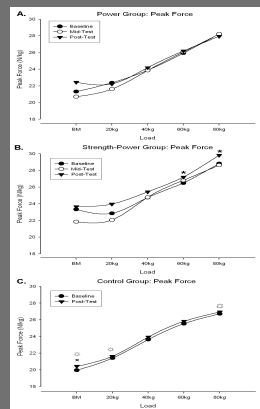 A. Power Group: Peak Force
30
28
26
24
22
20
18
Peak Force (N/kg)
Baseline
Mid-Test
Post-Test
BM 20kg 40kg 60kg 80kg
Load
B. Strength-Power Group: Peak Force
30
28
26
24
22
20
18
Peak Force (N/kg)
Baseline
Mid-Test
Post-Test
*
*
BM 20kg 40kg 60kg 80kg
Load
C. Control Group: Peak Force
30
28
26
24
22
20
18
Peak Force (N/kg)
Baseline
Post-Test
*
BM 20kg 40kg 60kg 80kg
Load